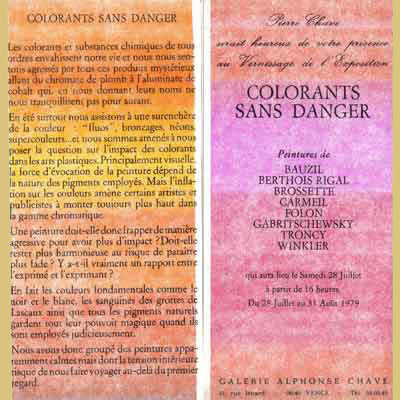 COLORANTS SANS DANGER
Les colorants et substances chimiques de tous
ordres envahissent notre vie et nous nous sen-
tons agressés par tous ces produits mystérieux
allant du chromate de plomb à l'aluminate de
cobalt qui, en nous donnant leurs noms ne
nous tranquillisent pas pour autant.
En été surtout nous assistons à une surenchère
de la couleur : "fluos", bronzages, néons,
supercouleurs...et nous sommes amenés à nous
poser la question sur l'impact des colorants
dans les arts plastiques. Principalement visuelle,
la force d'évocation de la peinture dépend de
la nature des pigments employés. Mais l'infla-
tion sur les couleurs amène certains artistes et
publicistes à monter toujours plus haut dans
la gamme chromatique.
Une peinture doit-elle donc frapper de manière
agressive pour avoir plus d'impact ? Doit-elle
rester plus harmonieuse au risque de paraître
plus fade ? Y a-t-il vraiment un rapport entre
l'exprimé et l'exprimant ?
En fait les couleurs fondamentales comme le
noir et le blanc, les sanguines des grottes de
Lascaux ainsi que tous les pigments naturels
gardent tout leur pouvoir magique quand ils
sont employés judicieusement.
Nous avons donc groupé des peintures appa-
remment calmes mais dont la tension intérieure
risque de nous faire voyager au-delà du premier
regard.
Pierre Chave
serait heureux de votre présence
au Vernissage de l'Exposition
COLORANTS
SANS DANGER
Peintures de
BAUZIL
BERTHOIS RIGAL
BROSSETTE
CARMEIL
FOLON
GABRITSCHEWSKY
TRONCY
WINKLER
qui aura lieu le Samedi 28 Juillet
à partir de 16 heures
Du 28 Juillet au 31 Août 1979
GALERIE ALPHONSE CHAVE
13, rue Isnard 06140 VENCE Tél.